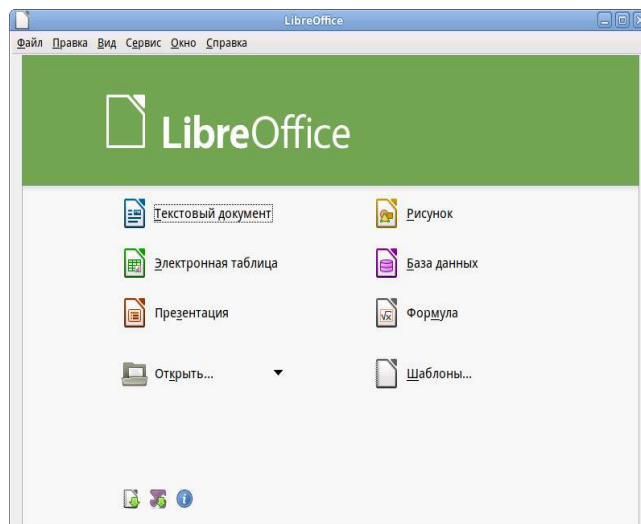 LibreOffice
Файл Правка Вид Сервис Окно Справка
LibreOffice
Текстовый документ
Рисунок
Электронная таблица
База данных
Презентация
Формула
Открыть...
Шаблоны...